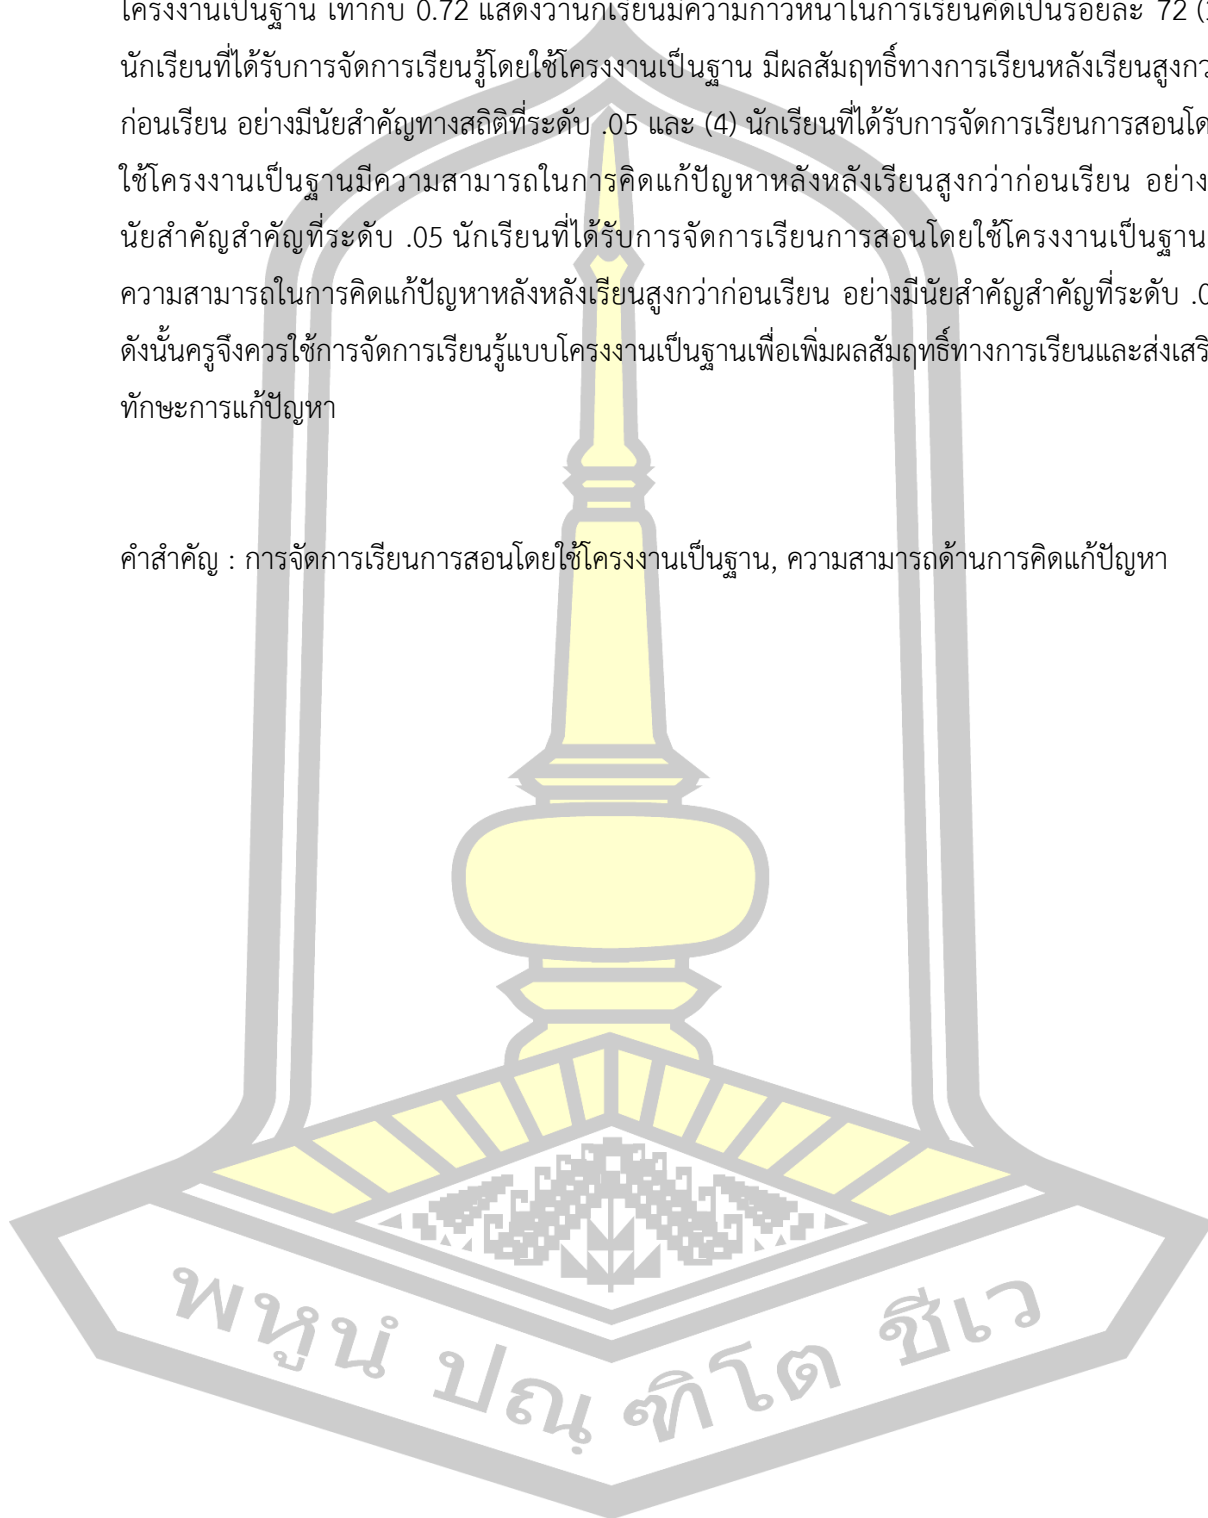 โครงงานเป็นฐาน เท่ากับ 0.72 แสดงว่านักเรียนมีความก้าวหน้าในการเรียนคิดเป็นร้อยละ 72
นักเรียนที่ได้รับการจัดการเรียนรู้โดยใช้โครงงานเป็นฐาน มีผลสัมฤทธิ์ทางการเรียนหลังเรียนสูงกว
ก่อนเรียน อย่างมีนัยสำคัญทางสถิติที่ระดับ .05 และ (4) นักเรียนที่ได้รับการจัดการเรียนการสอนโด
ใช้โครงงานเป็นฐานมีความสามารถในการคิดแก้ปัญหาหลังหลังเรียนสูงกว่าก่อนเรียน อย่าง
นัยสำคัญสำคัญที่ระดับ .05 นักเรียนที่ได้รับการจัดการเรียนการสอนโดยใช้โครงงานเป็นฐาน
ความสามารถในการคิดแก้ปัญหาหลังหลังเรียนสูงกว่าก่อนเรียน อย่างมีนัยสำคัญสำคัญที่ระดับ .0
ดังนั้นครูจึงควรใช้การจัดการเรียนรู้แบบโครงงานเป็นฐานเพื่อเพิ่มผลสัมฤทธิ์ทางการเรียนและส่งเสริ
ทักษะการแก้ปัญหา
คำสำคัญ : การจัดการเรียนการสอนโดยใช้โครงงานเป็นฐาน, ความสามารถด้านการคิดแก้ปัญหา
พหูนํ ปณฺฑิโต ชีเว